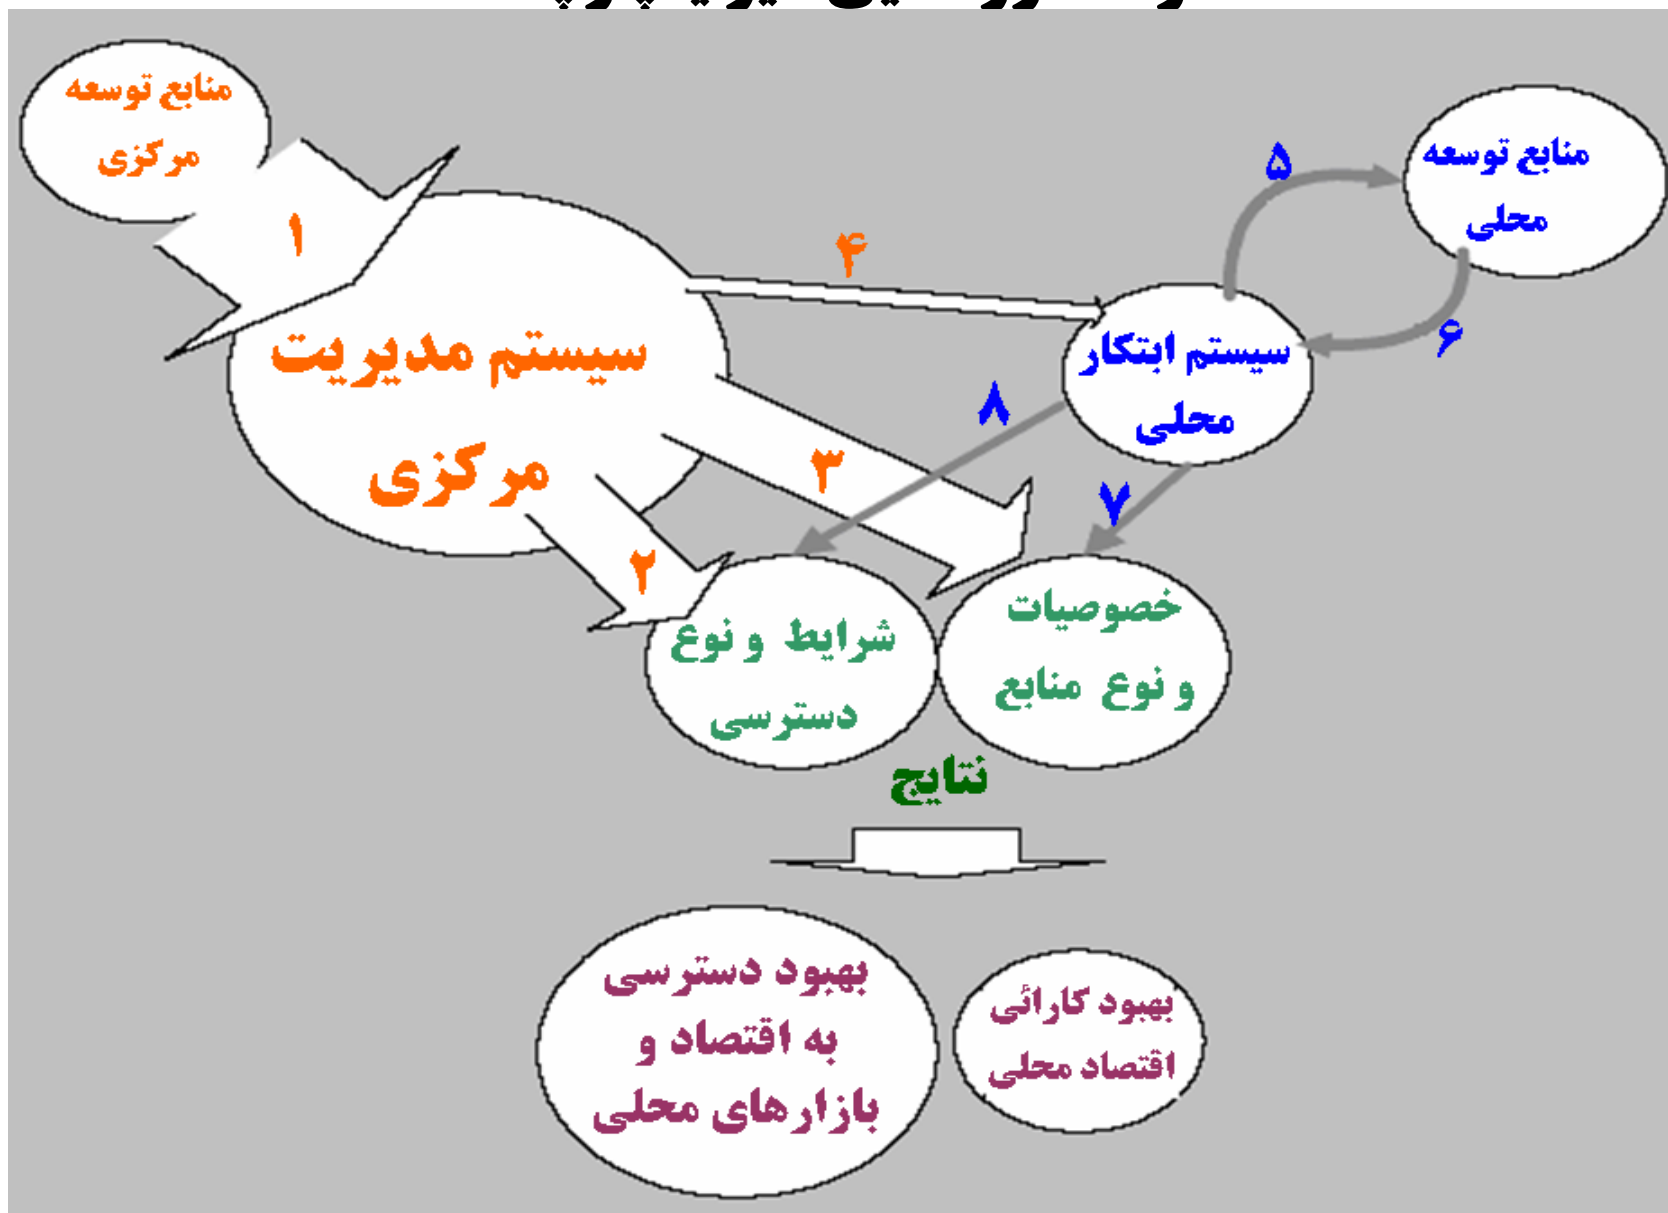 منابع توسعه
مرکزی
۱
سیستم مدیریت
مرکزی
۴
۵
منابع توسعه
محلی
۶
سیستم ابتکار
محلی
۸
۳
۷
۲
شرایط و نوع
دسترسی
خصوصیات
و نوع منابع
نتایج
بهبود دسترسی
به اقتصاد و
بازارهای محلی
بهبود کارائی
اقتصاد محلی